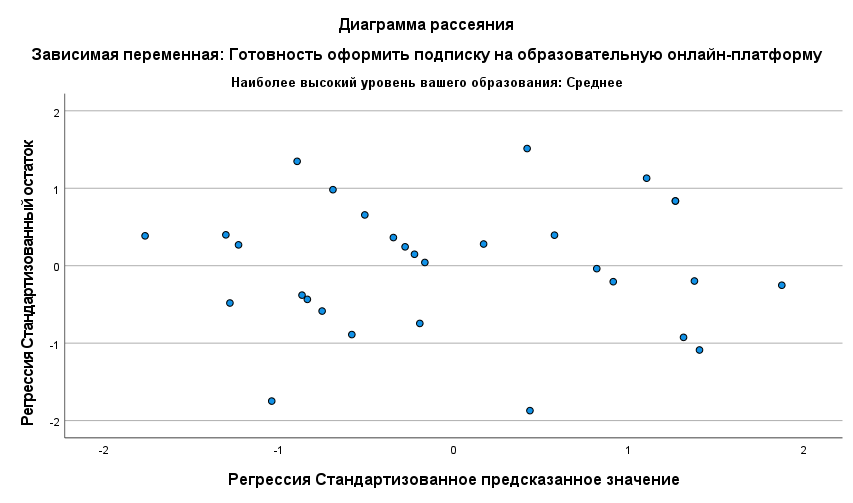 Диаграмма рассеяния
Зависимая переменная: Готовность оформить подписку на образовательную онлайн-платформу
Наиболее высокий уровень вашего образования: Среднее
Регрессия Стандартизованный остаток
2
1
0
-1
-2
-2
-1
0
1
2
Регрессия Стандартизованное предсказанное значение